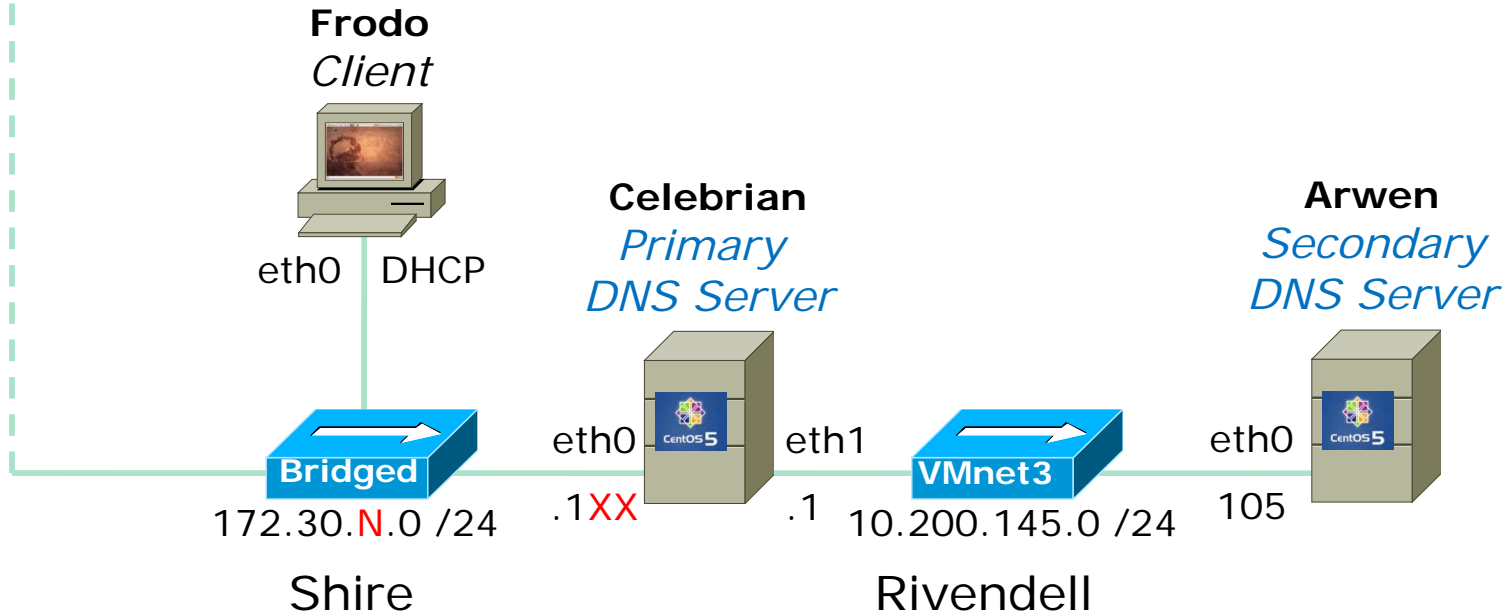 Frodo
Client
eth0 DHCP
Celebrian
Primary
DNS Server
Arwen
Secondary
DNS Server
Bridged
172.30.N.0 /24
Shire
eth0
.1XX
CentOS 5
eth1
.1
VMnet3
10.200.145.0 /24
Rivendell
eth0
105
CentOS 5